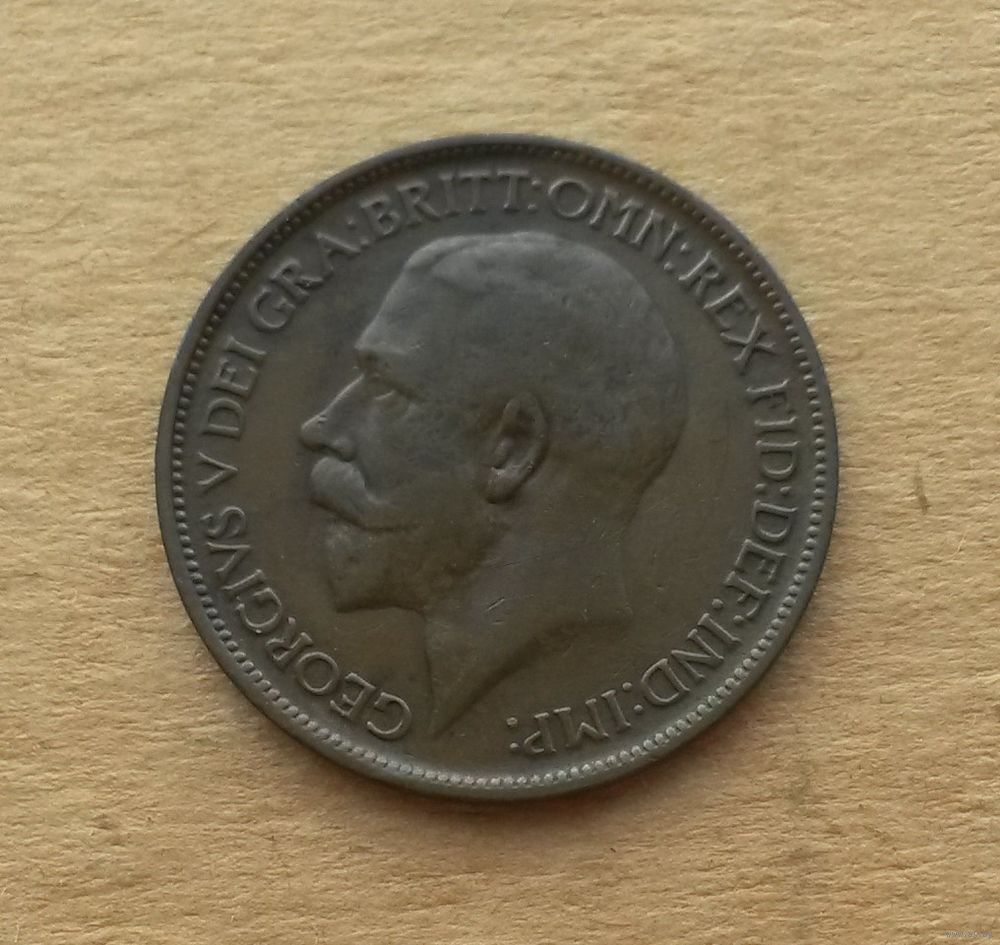 GEORGIVS V DEI GRA:BRITT:OMN:REX FID:DEF:IND:IMP: